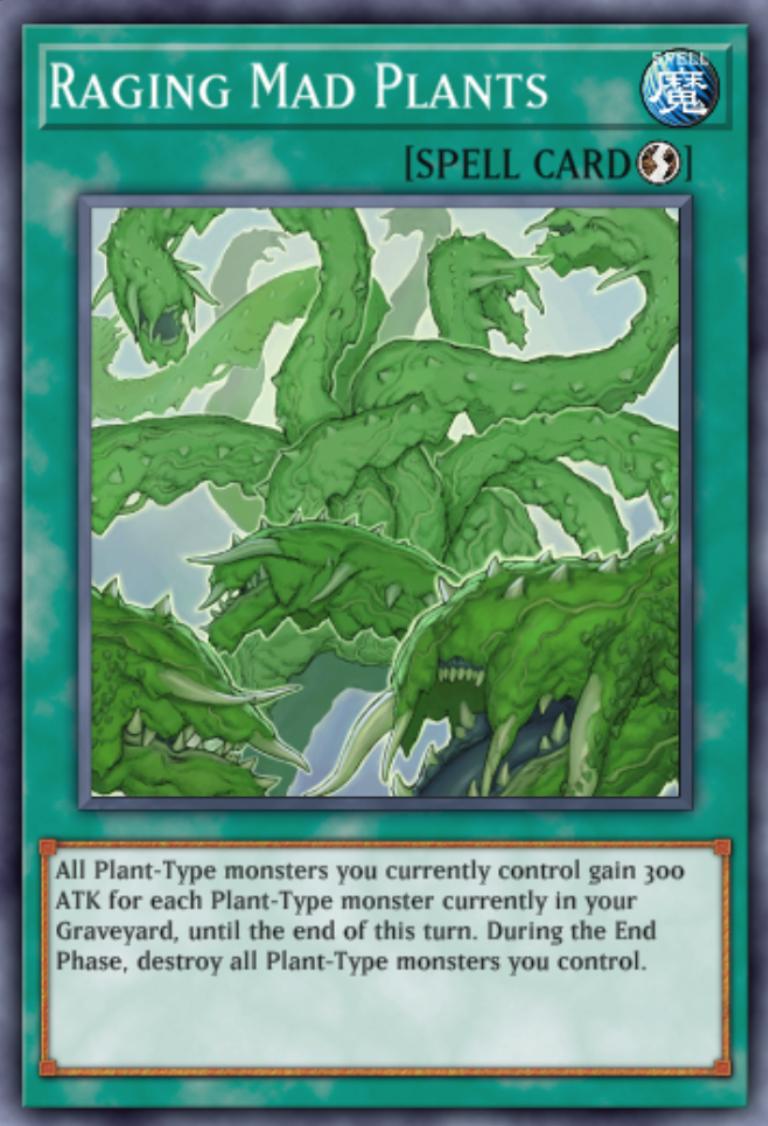 Raging Mad Plants
SPELL
魔
[SPELL CARD]
All Plant-Type monsters you currently control gain 300
ATK for each Plant-Type monster currently in your
Graveyard, until the end of this turn. During the End
Phase, destroy all Plant-Type monsters you control.